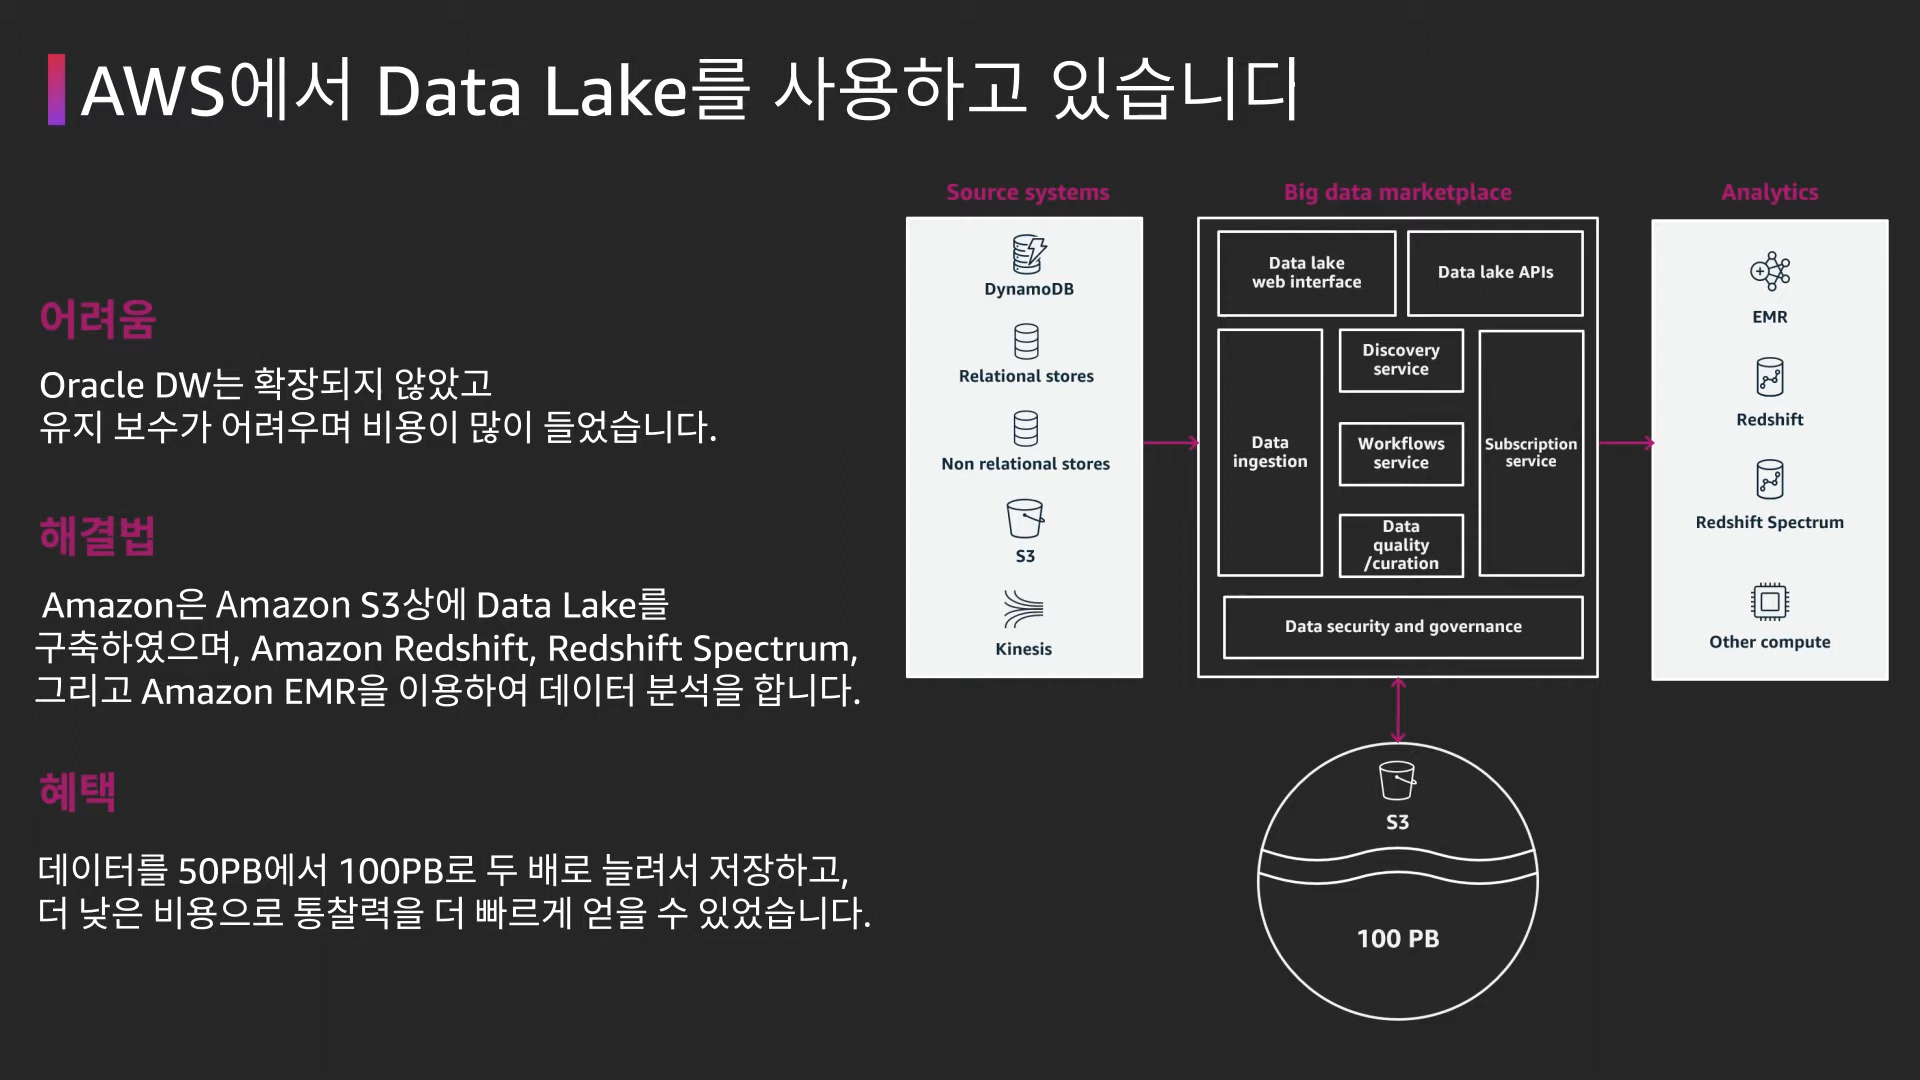 AWS에서 Data Lake를 사용하고 있습니다
어려움
Oracle DW는 확장되지 않았고
유지 보수가 어려우며 비용이 많이 들었습니다.
해결법
Amazon은 Amazon S3상에 Data Lake를
구축하였으며, Amazon Redshift, Redshift Spectrum,
그리고 Amazon EMR을 이용하여 데이터 분석을 합니다.
혜택
데이터를 50PB에서 100PB로 두 배로 늘려서 저장하고,
더 낮은 비용으로 통찰력을 더 빠르게 얻을 수 있었습니다.
Source systems
DynamoDB
Relational stores
Non relational stores
S3
Kinesis
Big data marketplace
Data lake
web interface
Data lake APIs
Data
ingestion
Discovery
service
Workflows
service
Data
quality
/curation
Subscription
service
Data security and governance
S3
100 PB
Analytics
EMR
Redshift
Redshift Spectrum
Other compute